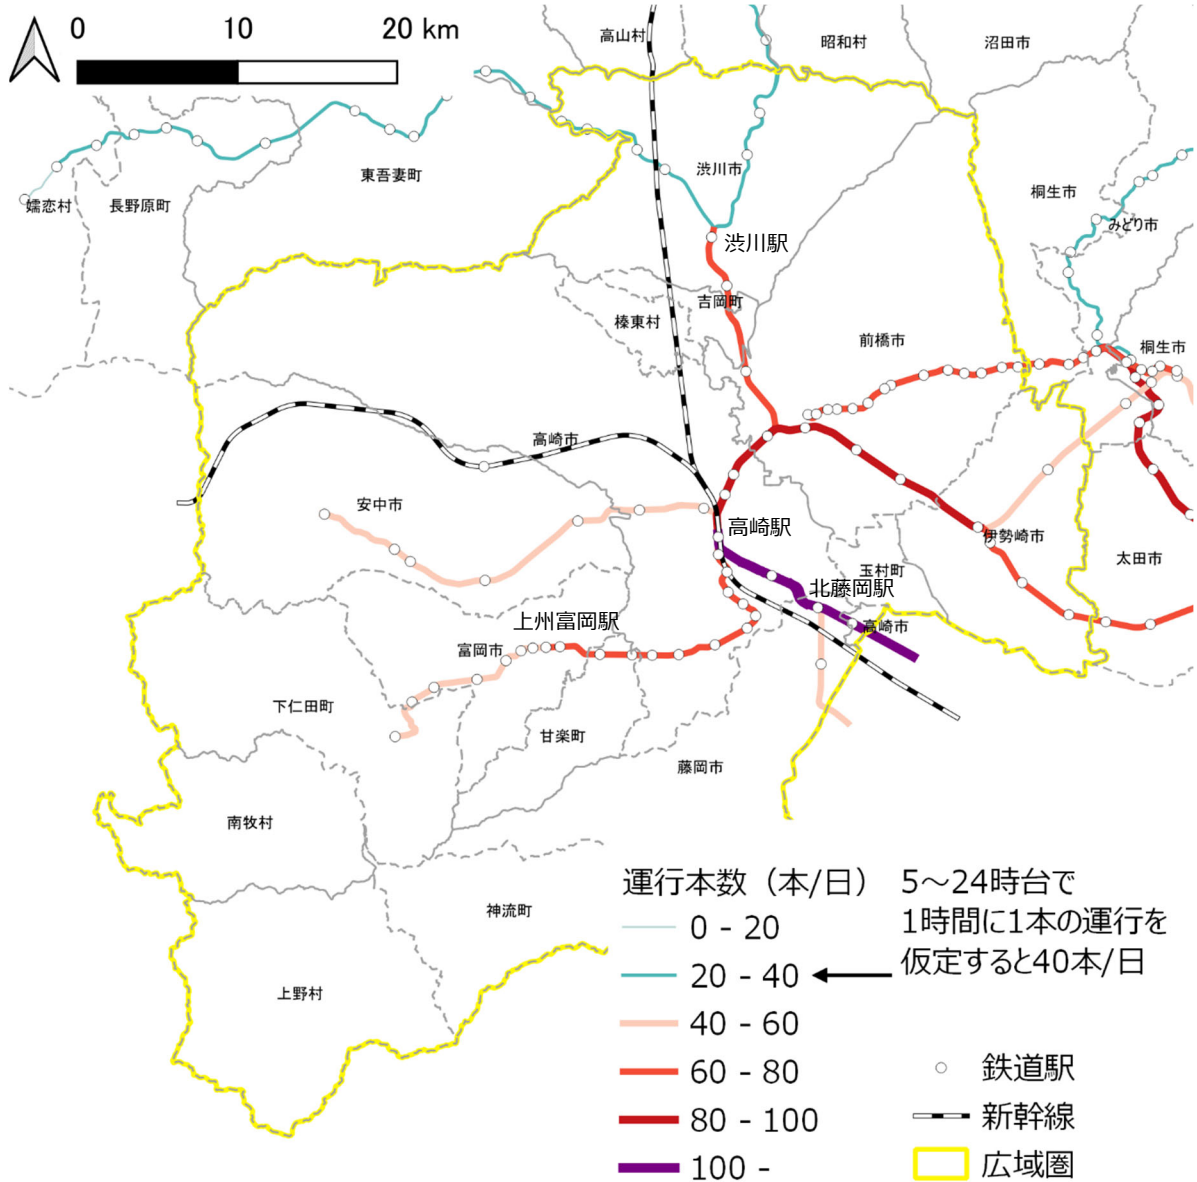 0 10 20 km
高山村
昭和村
沼田市
渋川市
東吾妻町
嬬恋村
長野原町
桐生市
みどり市
渋川駅
吉岡町
榛東村
前橋市
桐生市
高崎市
安中市
高崎駅
伊勢崎市
太田市
玉村町
北藤岡駅
高崎市
上州富岡駅
富岡市
下仁田町
甘楽町
藤岡市
南牧村
神流町
上野村
運行本数（本/日）
0 - 20
20 - 40
40 - 60
60 - 80
80 - 100
100 -
5～24時台で
1時間に1本の運行を
仮定すると40本/日
鉄道駅
新幹線
広域圏